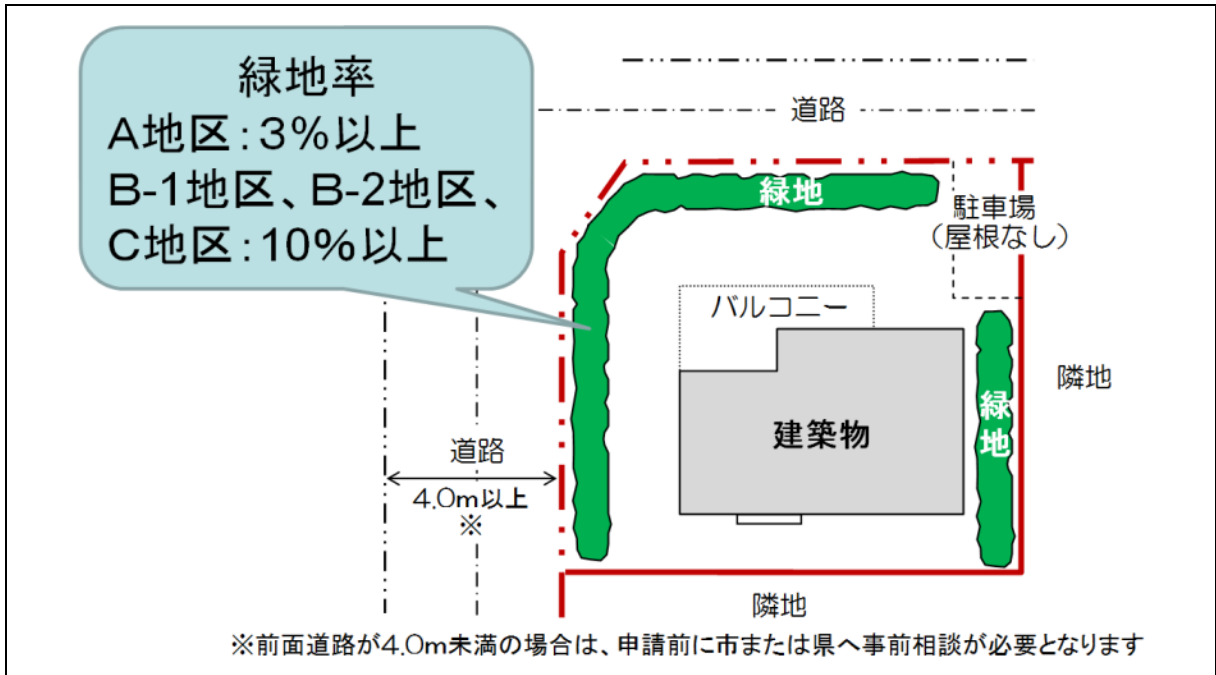 緑地率
A地区:3%以上
B-1地区、B-2地区、
C地区:10%以上
道路
緑地
駐車場
(屋根なし)
バルコニー
隣地
緑地
建築物
道路
4.0m以上
※
隣地
※前面道路が4.0m未満の場合は、申請前に市または県へ事前相談が必要となります